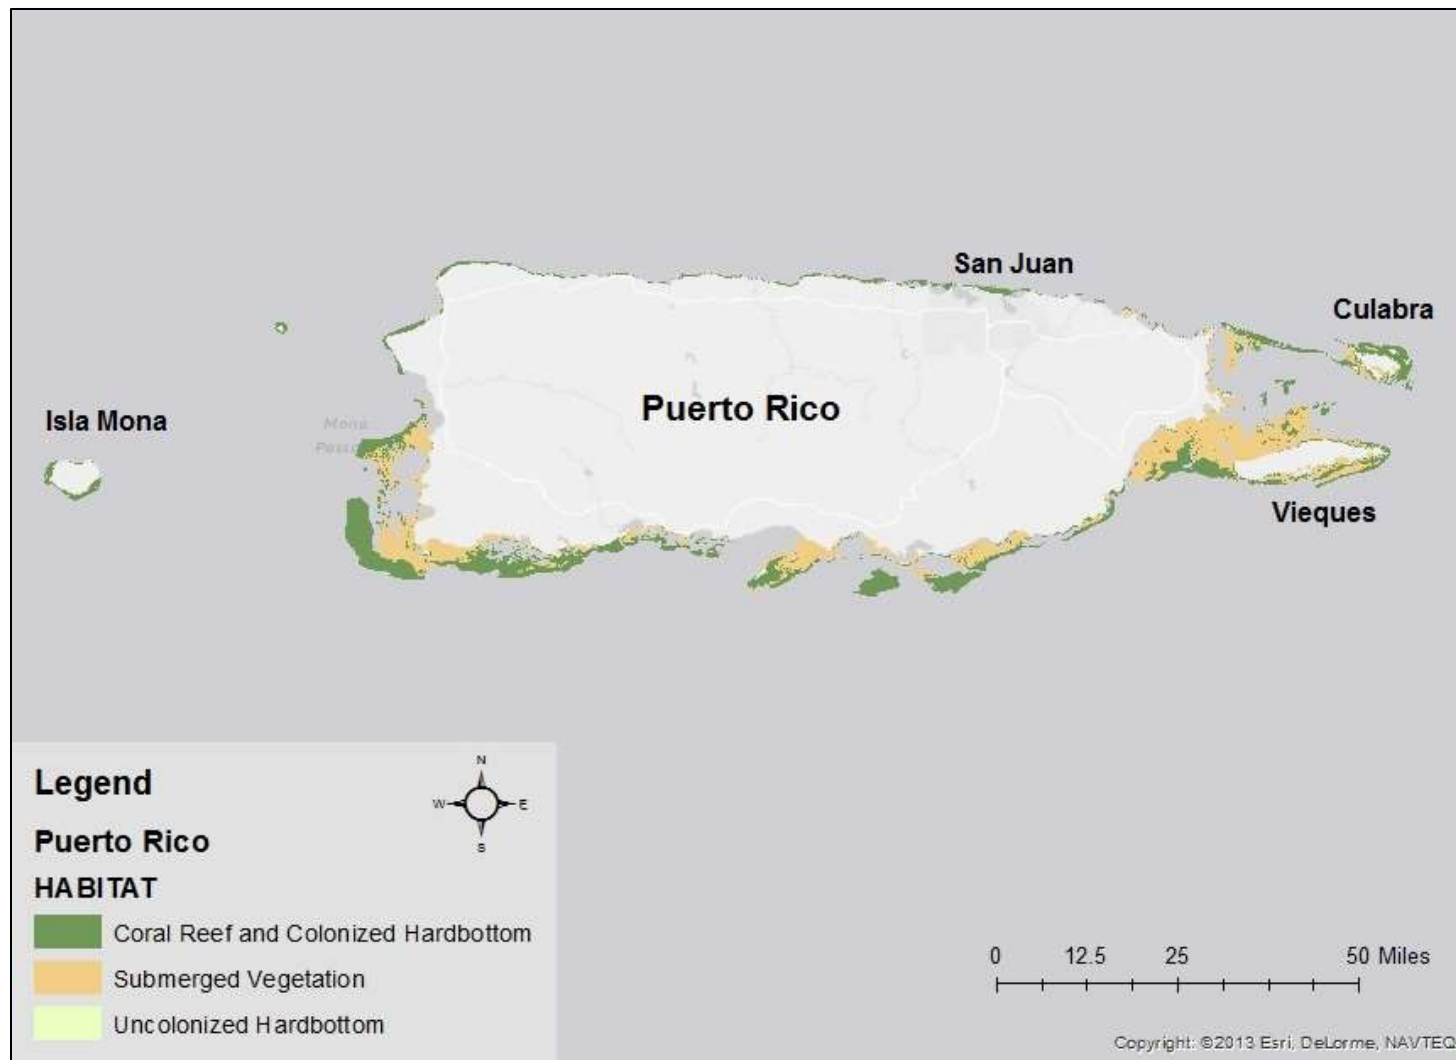 San Juan
Culabra
Isla Mona
Mona
Puerto Rico
Vieques
Legend
N
W
E
S
Puerto Rico
HABITAT
Coral Reef and Colonized Hardbottom
Submerged Vegetation
Uncolonized Hardbottom
0 12.5 25 50 Miles
Copyright: ©2013 Esri, DeLorme, NAVTEQ